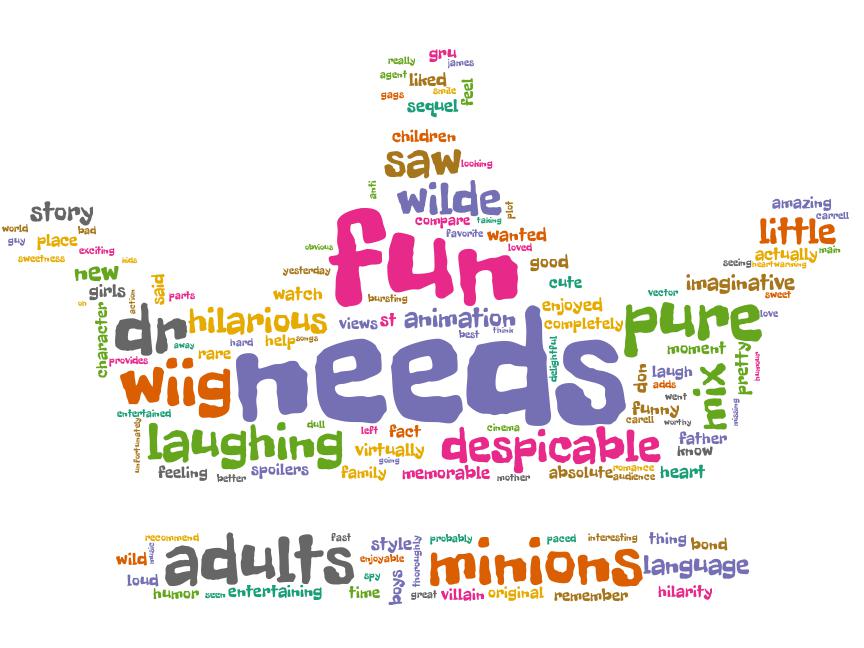 really gru
james
agent liked
smile
feel
gags
sequel
children
saw looking
anti
wilde
plot
compare taking
favorite wanted
loved
obvious
fun
good
yesterday
cute
bursting
story
world
bad
guy place
exciting
sweetness
kids
new
girls
action
said
parts
on
amazing
carrell
little
actually main
seeing heartwarming
imaginative
sweet
vector
love
watch
enjoyed
completely
pure
dr hilarious
views st animation
best think
away
hard help songs
rare
character
provides
wiig needs
delightful
moment
pretty
humour
don laugh
adds
went
mix
missing
funny
carell worthy
entertained
unfortunately
laughing
dull
left fact
cinema
virtually
going
despicable
father
know
feeling
better
spoilers
family
memorable
mother
absolute romance
audience
heart
recommend
wild music
adults
fast
style
enjoyable
thoroughly
probably
paced interesting
thing bond
minions language
loud
spy
boys
humor seen entertaining
time
great villain original
remember
hilarity